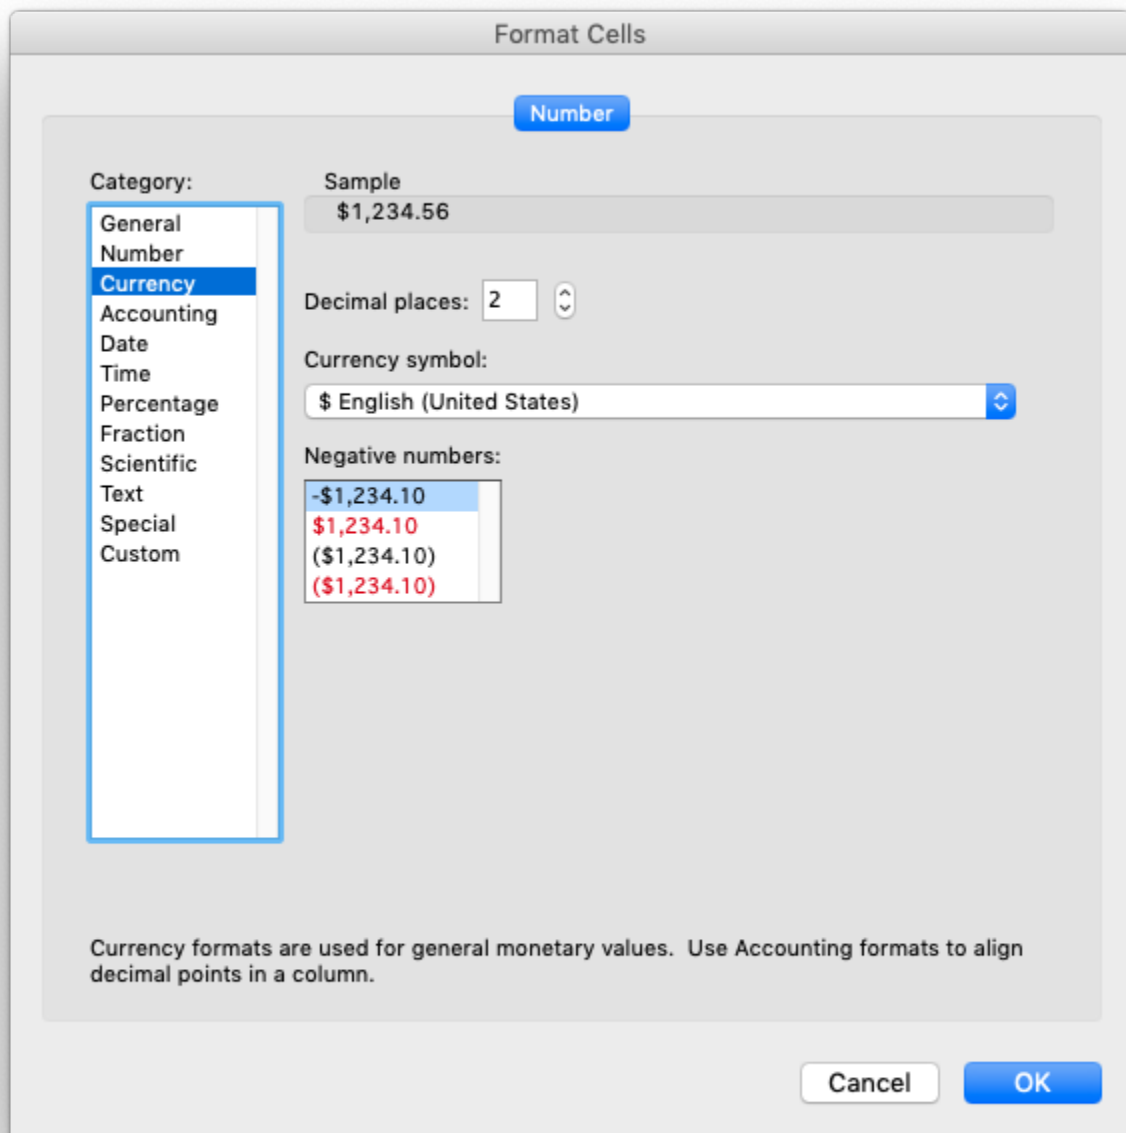 Format Cells
Number
Category:
General
Number
Currency
Accounting
Date
Time
Percentage
Fraction
Scientific
Text
Special
Custom
Sample
$1,234.56
Decimal places: 2
Currency symbol:
$ English (United States)
Negative numbers:
-$1,234.10
$1,234.10
($1,234.10)
($1,234.10)
Currency formats are used for general monetary values.  Use Accounting formats to align
decimal points in a column.
Cancel OK